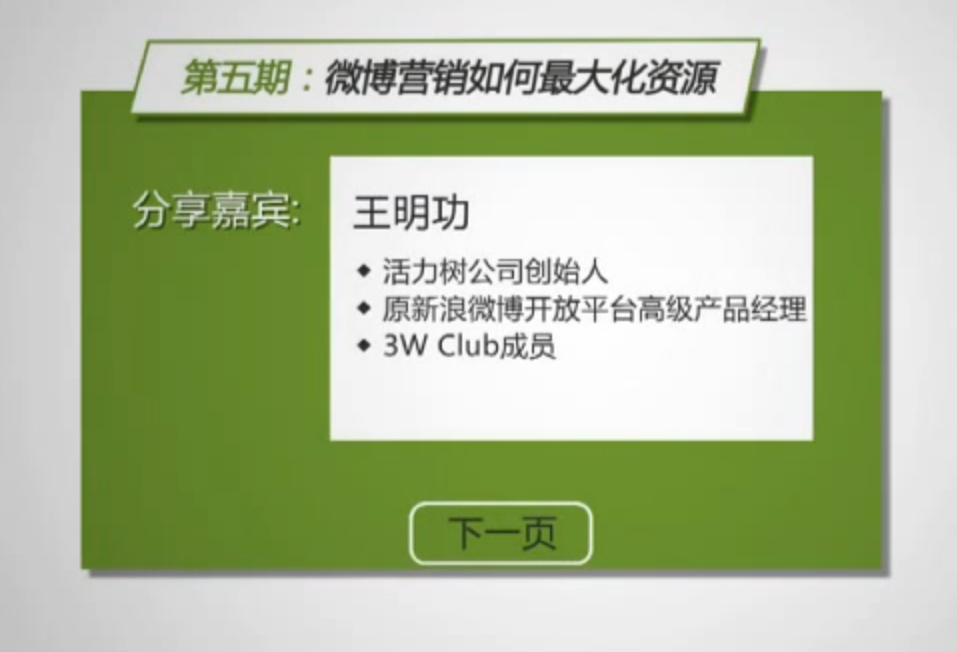 第五期：微博营销如何最大化资源
分享嘉宾:
王明功
◆ 活力树公司创始人
◆ 原新浪微博开放平台高级产品经理
◆ 3W Club成员
下一页